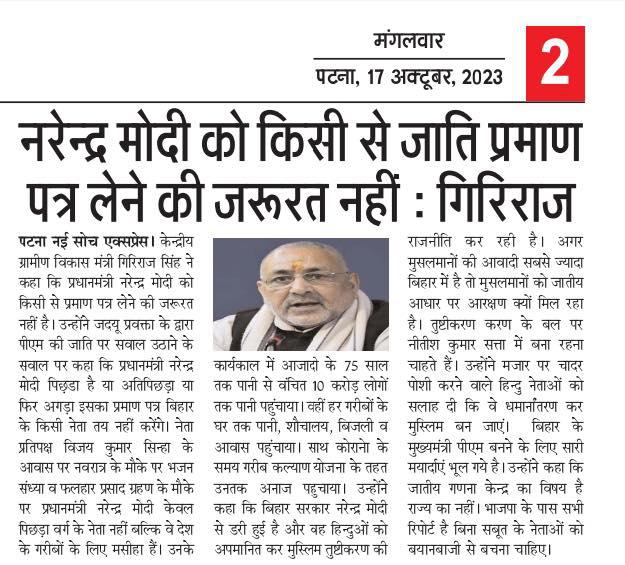 मंगलवार
पटना, 17 अक्टूबर, 2023
2
नरेन्द्र मोदी को किसी से जाति प्रमाण
पत्र लेने की जरूरत नहीं : गिरिराज
पटना नई सोच एक्सप्रेस। केन्द्रीय
ग्रामीण विकास मंत्री गिरिराज सिंह ने
कहा कि प्रधानमंत्री नरेन्द्र मोदी को
किसी से प्रमाण पत्र लेने की जरूरत
नहीं है। उन्होंने जदयू प्रवक्ता के द्वारा
पीएम की जाति पर सवाल उठाने के
सवाल पर कहा कि प्रधानमंत्री नरेन्द्र
मोदी पिछड़ा है या अतिपिछड़ा या
फिर अगड़ा इसका प्रमाण पत्र बिहार
के किसी नेता तय नहीं करेंगे। नेता
प्रतिपक्ष विजय कुमार सिन्हा के
आवास पर नवरात्र के मौके पर भजन
संध्या व फलहार प्रसाद ग्रहण के मौके
पर प्रधानमंत्री नरेन्द्र मोदी केवल
पिछड़ा वर्ग के नेता नहीं बल्कि वे देश
के गरीबों के लिए मसीहा हैं। उनके
कार्यकाल में आजादी के 75 साल
तक पानी से वंचित 10 करोड़ लोगों
तक पानी पहुंचाया। वहीं हर गरीबों के
घर तक पानी, शौचालय, बिजली व
आवास पहुंचाया। साथ कोरोना के
समय गरीब कल्याण योजना के तहत
उनतक अनाज पहुचाया। उन्होंने
कहा कि बिहार सरकार नरेन्द्र मोदी
से डरी हुई है और वह हिन्दुओं को
अपमानित कर मुस्लिम तुष्टीकरण की
राजनीति कर रही है। अगर
मुसलमानों की आवादी सबसे ज्यादा
बिहार में है तो मुसलमानों को जातीय
आधार पर आरक्षण क्यों मिल रहा
है। तुष्टीकरण करण के बल पर
नीतीश कुमार सत्ता में बना रहना
चाहते हैं। उन्होंने मजार पर चादर
पोशी करने वाले हिन्दु नेताओं को
सलाह दी कि वे धमार्नांतरण कर
मुस्लिम बन जाएं। बिहार के
मुख्यमंत्री पीएम बनने के लिए सारी
मयार्दाएं भूल गये है। उन्होंने कहा कि
जातीय गणना केन्द्र का विषय है
राज्य का नहीं। भाजपा के पास सभी
रिपोर्ट है बिना सबूत के नेताओं को
बयानबाजी से बचना चाहिए।